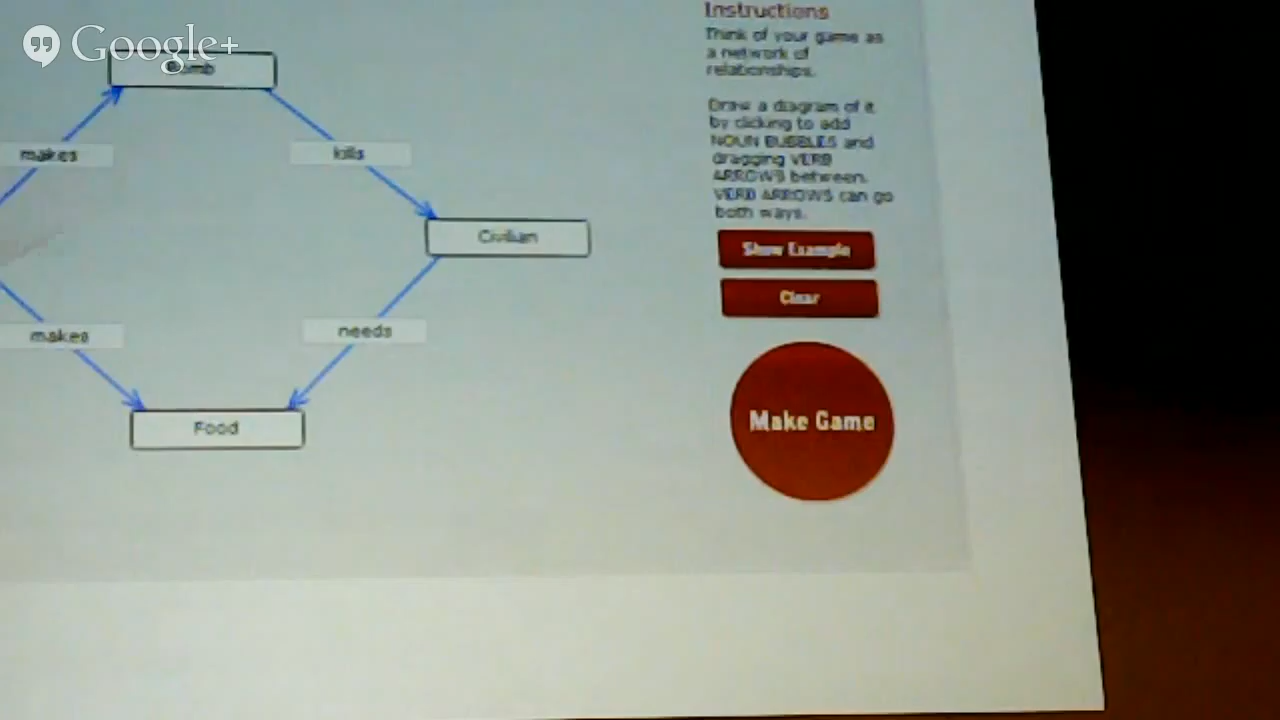 Google+
Bomb
makes
kills
Civilian
makes
needs
Food
Instructions
Think of your game as
a network of
relationships.
Draw a diagram of it
by clicking to add
NOUN BUBBLES and
dragging VERB
ARROWS between.
VERB ARROWS can go
both ways.
Show Example
Clear
Make Game